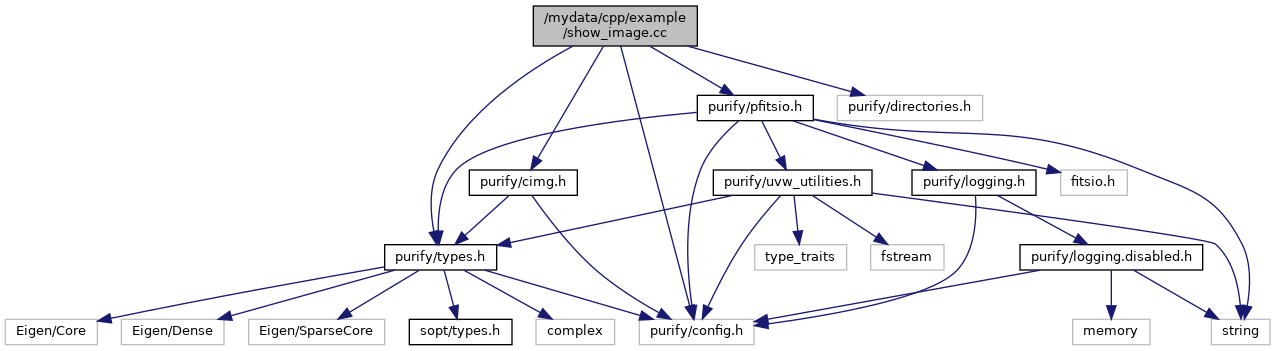 /mydata/cpp/example
/show_image.cc
purify/pfitsio.h
purify/directories.h
purify/cimg.h
purify/uvw_utilities.h
purify/logging.h
fitsio.h
purify/types.h
type_traits
fstream
purify/logging.disabled.h
Eigen/Core
Eigen/Dense
Eigen/SparseCore
sopt/types.h
complex
purify/config.h
memory
string